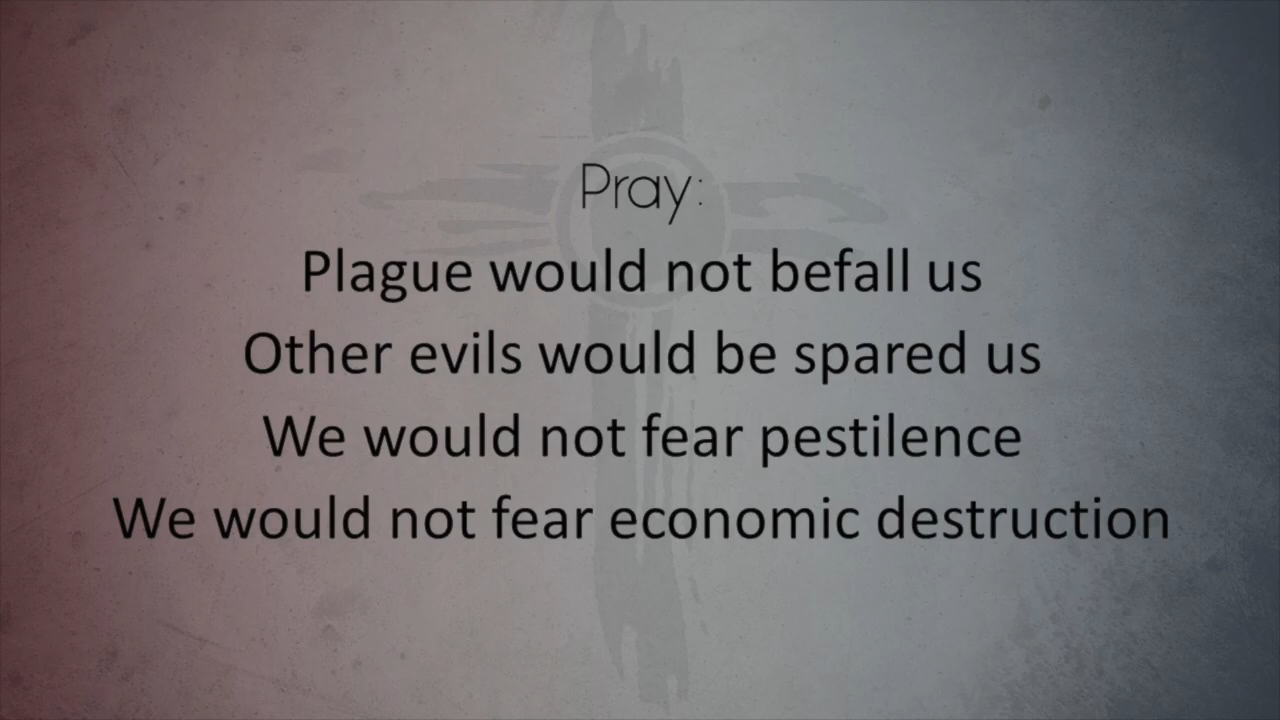 Pray:
Plague would not befall us
Other evils would be spared us
We would not fear pestilence
We would not fear economic destruction